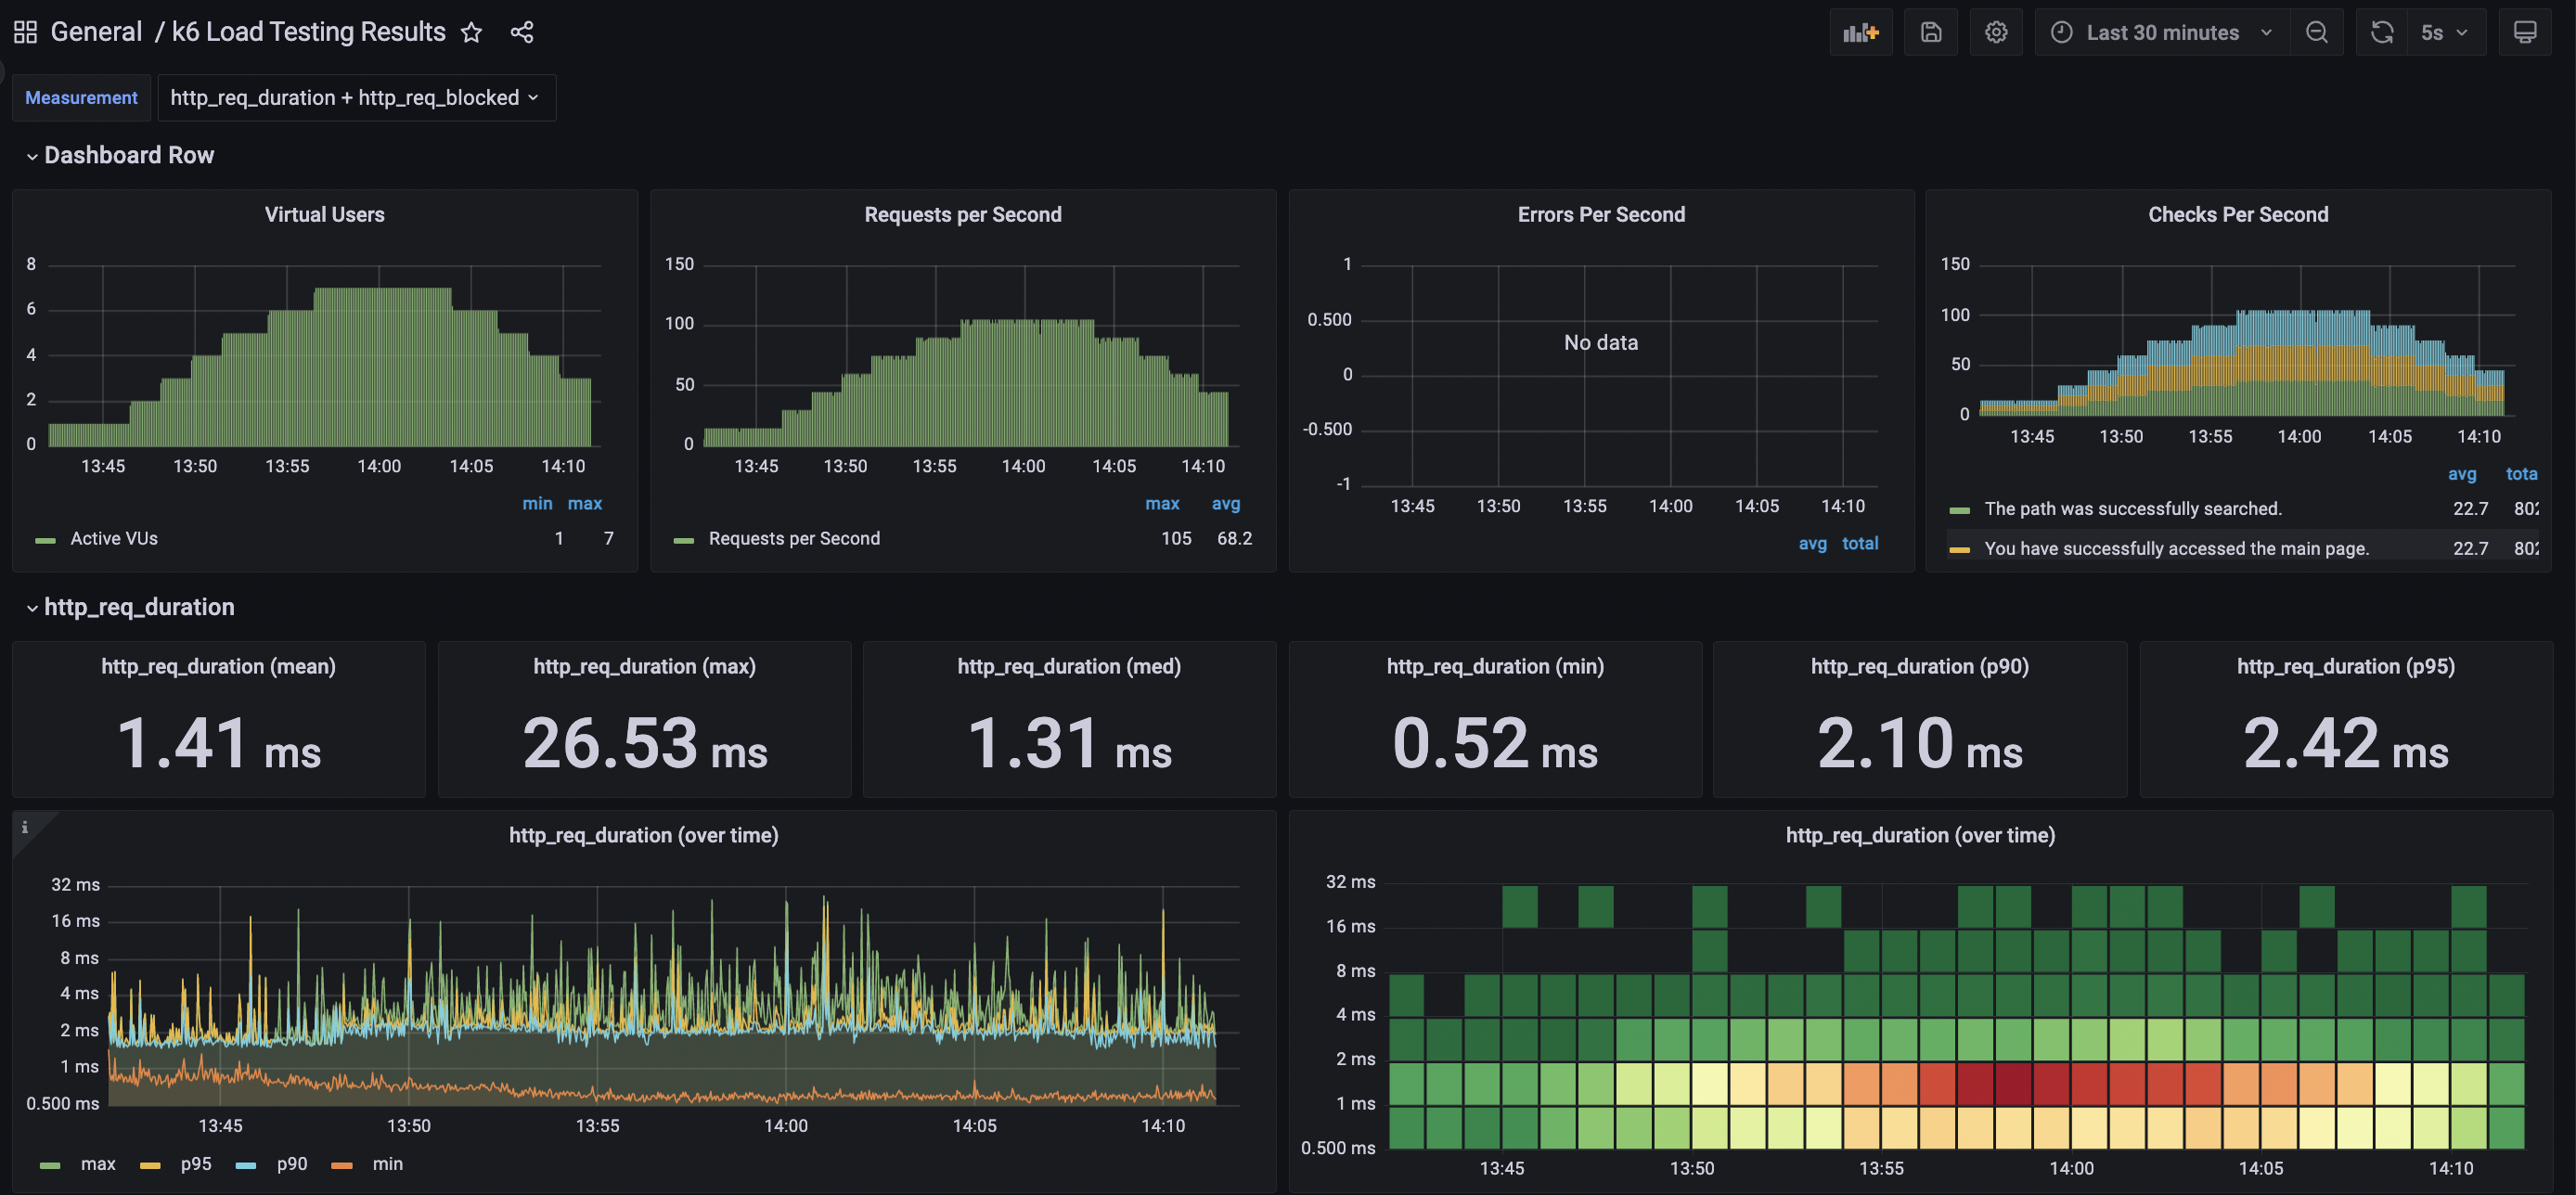 General / k6 Load Testing Results
Last 30 minutes
5s
Measurement
http_req_duration + http_req_blocked
Dashboard Row
Virtual Users
8
6
4
2
0
13:45 13:50 13:55 14:00 14:05 14:10
min max
Active VUs 1 7
Requests per Second
150
100
50
0
13:45 13:50 13:55 14:00 14:05 14:10
max avg
Requests per Second 105 68.2
Errors Per Second
1
0.500
0
-0.500
-1
No data
13:45 13:50 13:55 14:00 14:05 14:10
avg total
Checks Per Second
150
100
50
0
13:45 13:50 13:55 14:00 14:05 14:10
avg tota
The path was successfully searched. 22.7 802
You have successfully accessed the main page. 22.7 802
http_req_duration
http_req_duration (mean)
1.41 ms
http_req_duration (max)
26.53 ms
http_req_duration (med)
1.31 ms
http_req_duration (min)
0.52 ms
http_req_duration (p90)
2.10 ms
http_req_duration (p95)
2.42 ms
i
http_req_duration (over time)
32 ms
16 ms
8 ms
4 ms
2 ms
1 ms
0.500 ms
13:45 13:50 13:55 14:00 14:05 14:10
max p95 p90 min
http_req_duration (over time)
32 ms
16 ms
8 ms
4 ms
2 ms
1 ms
0.500 ms
13:45 13:50 13:55 14:00 14:05 14:10